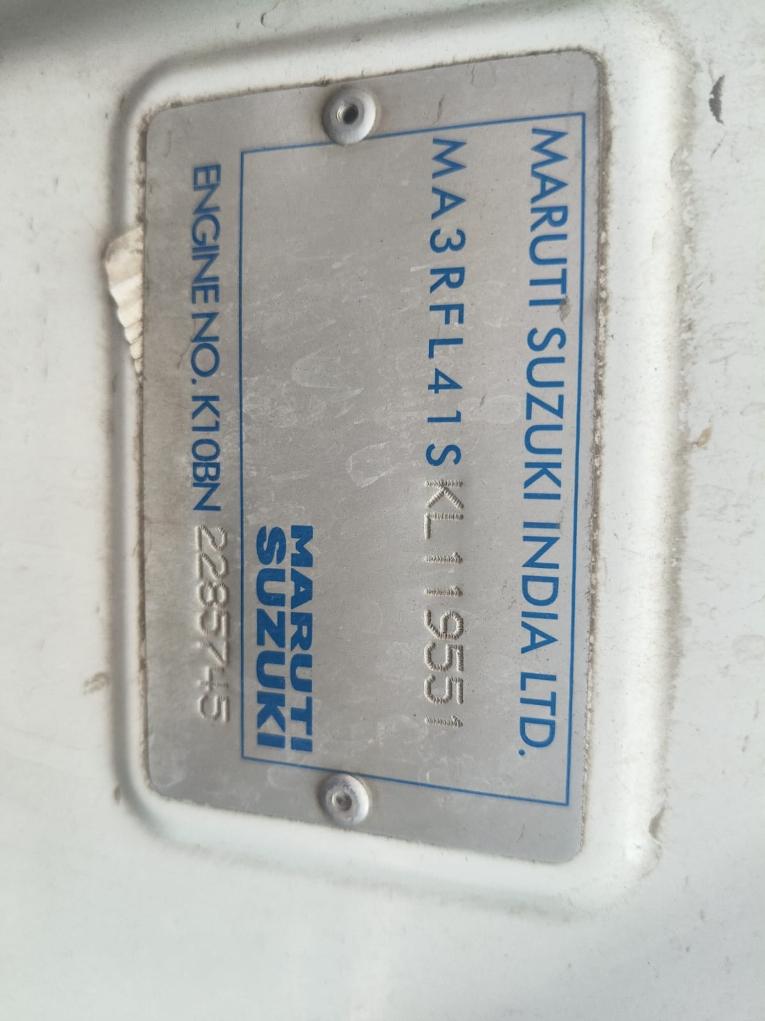 MARUTI SUZUKI INDIA LTD.
MA3RFL41SKL119551
MARUTI
SUZUKI
ENGINE NO. K10BN 2285745